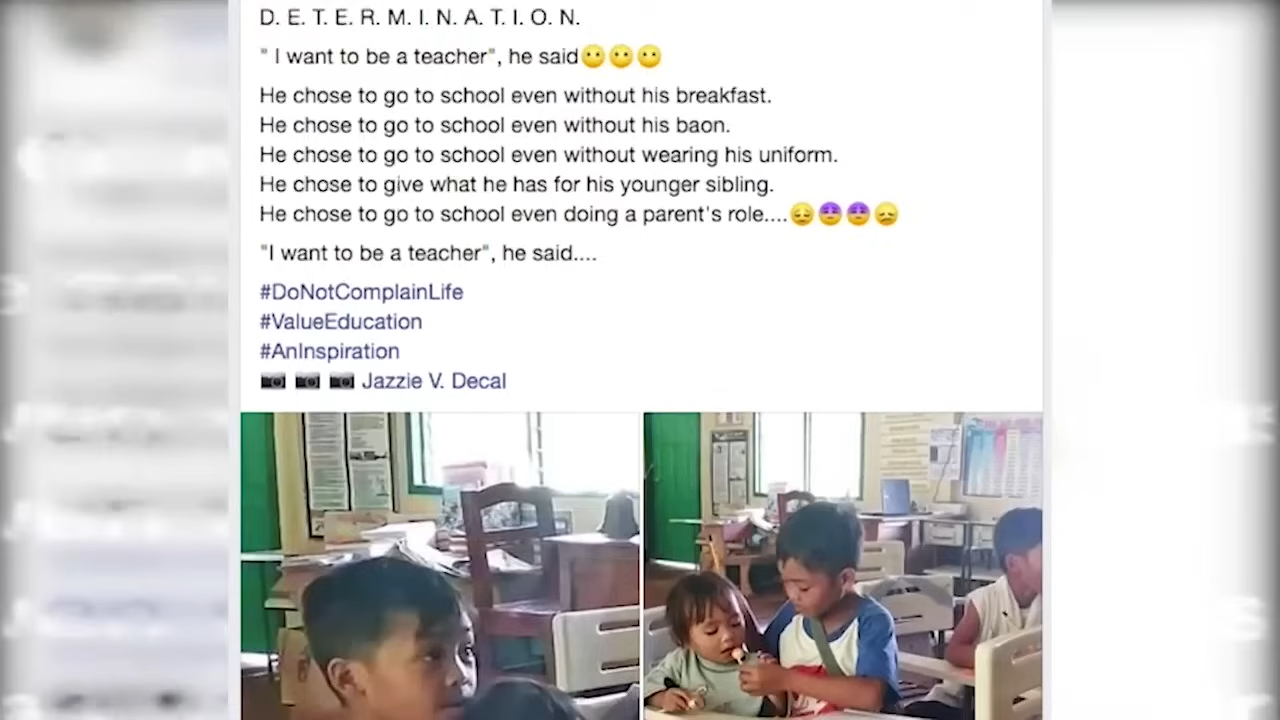 D. E. T. E. R. M. I. N. A. T. I. O. N.
" I want to be a teacher", he said😶😶😶
He chose to go to school even without his breakfast.
He chose to go to school even without his baon.
He chose to go to school even without wearing his uniform.
He chose to give what he has for his younger sibling.
He chose to go to school even doing a parent's role....
"I want to be a teacher", he said....
#DoNotComplainLife
#ValueEducation
#AnInspiration
📷 📷 📷 Jazzie V. Decal